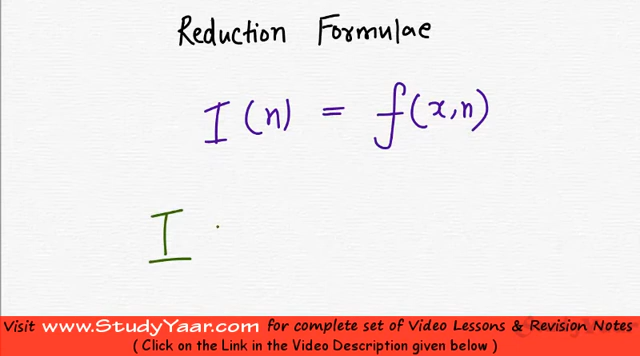 Reduction Formulae
I(n) = f(x,n)
I
Visit www.StudyYaar.com for complete set of Video Lessons & Revision Notes
( Click on the Link in the Video Description given below )